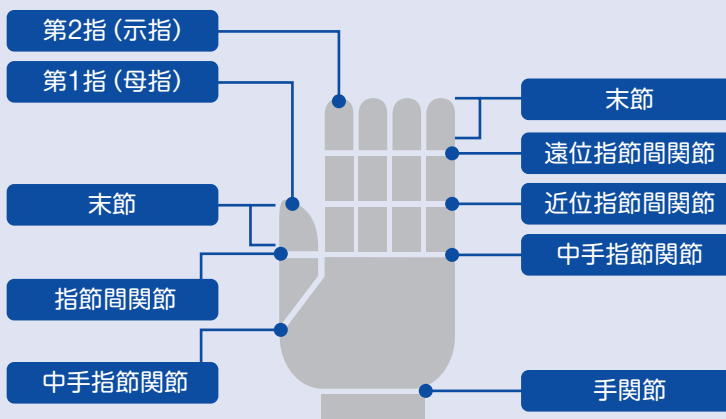 第2指（示指）
第1指（母指）
末節
指節間関節
中手指節関節
末節
遠位指節間関節
近位指節間関節
中手指節関節
手関節